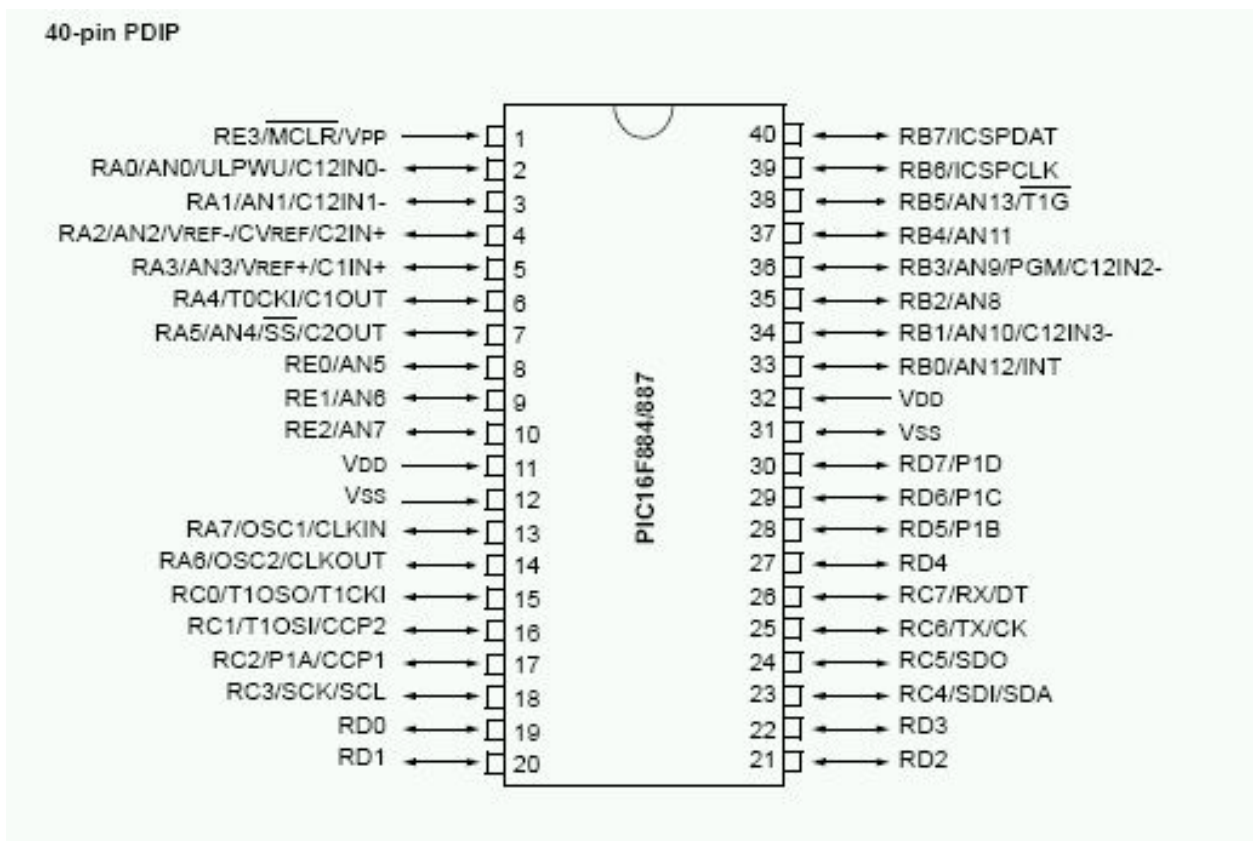 40-pin PDIP
RE3/MCLR/VPP
1
RA0/AN0/ULPWU/C12IN0-
2
RA1/AN1/C12IN1-
3
RA2/AN2/VREF-/CVREF/C2IN+
4
RA3/AN3/VREF+/C1IN+
5
RA4/T0CKI/C1OUT
6
RA5/AN4/SS/C2OUT
7
RE0/AN5
8
RE1/AN6
9
RE2/AN7
10
VDD
11
VSS
12
RA7/OSC1/CLKIN
13
RA6/OSC2/CLKOUT
14
RC0/T1OSO/T1CKI
15
RC1/T1OSI/CCP2
16
RC2/P1A/CCP1
17
RC3/SCK/SCL
18
RD0
19
RD1
20
PIC16F884/887
40
RB7/ICSPDAT
39
RB6/ICSPCLK
38
RB5/AN13/T1G
37
RB4/AN11
36
RB3/AN9/PGM/C12IN2-
35
RB2/AN8
34
RB1/AN10/C12IN3-
33
RB0/AN12/INT
32
VDD
31
VSS
30
RD7/P1D
29
RD6/P1C
28
RD5/P1B
27
RD4
26
RC7/RX/DT
25
RC6/TX/CK
24
RC5/SDO
23
RC4/SDI/SDA
22
RD3
21
RD2